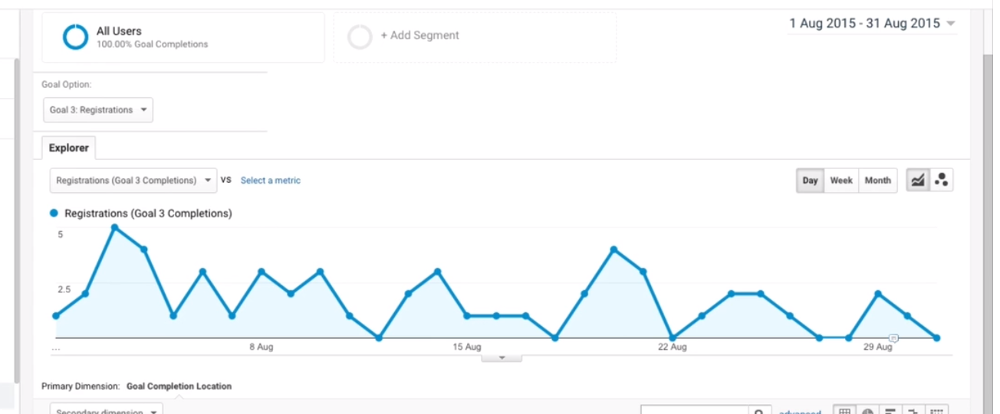 All Users
100.00% Goal Completions
+ Add Segment
1 Aug 2015 - 31 Aug 2015
Goal Option:
Goal 3: Registrations
Explorer
Registrations (Goal 3 Completions) VS Select a metric
Day Week Month
Registrations (Goal 3 Completions)
5
2.5
... 8 Aug 15 Aug 22 Aug 29 Aug
Primary Dimension: Goal Completion Location
Secondary dimension advanced